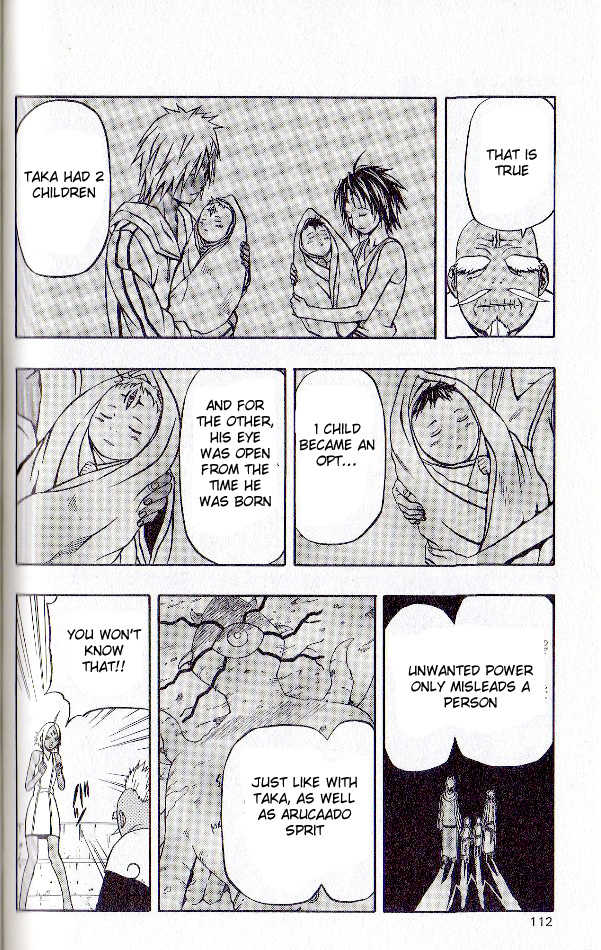 THAT IS
TRUE
TAKA HAD 2
CHILDREN
1 CHILD
BECAME AN
OPT...
AND FOR
THE OTHER,
HIS EYE
WAS OPEN
FROM THE
TIME HE
WAS BORN
UNWANTED POWER
ONLY MISLEADS A
PERSON
JUST LIKE WITH
TAKA, AS WELL
AS ARUCAADO
SPRIT
YOU WON'T
KNOW
THAT!!
112